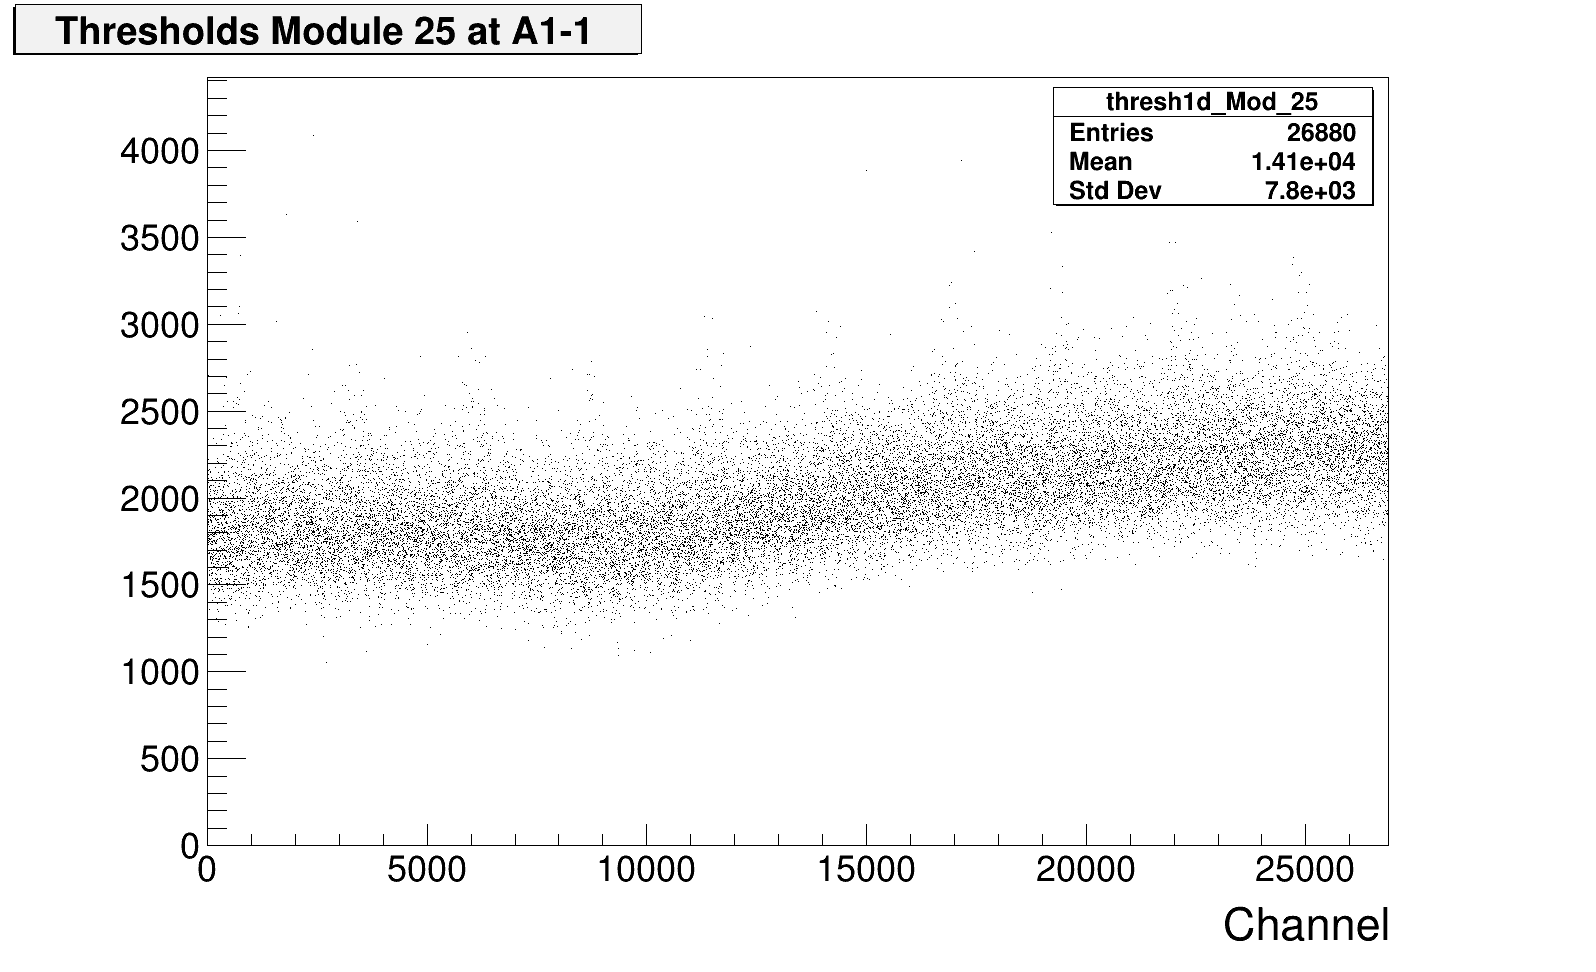 Thresholds Module 25 at A1-1
thresh1d_Mod_25
Entries 26880
Mean 1.41e+04
Std Dev 7.8e+03
4000
3500
3000
2500
2000
1500
1000
500
0
0 5000 10000 15000 20000 25000
Channel